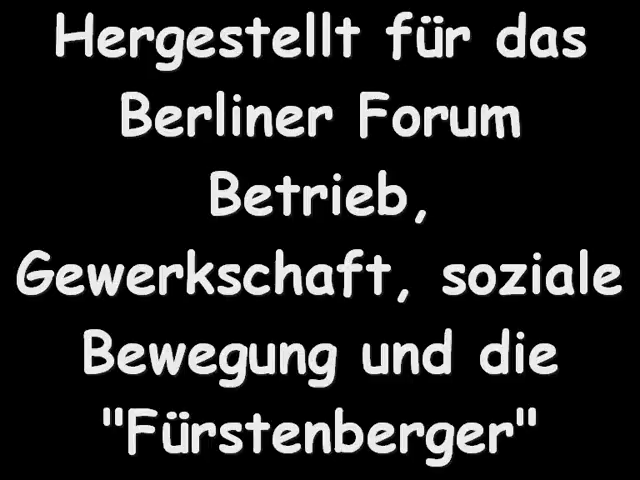 Hergestellt für das
Berliner Forum
Betrieb,
Gewerkschaft, soziale
Bewegung und die
"Fürstenberger"